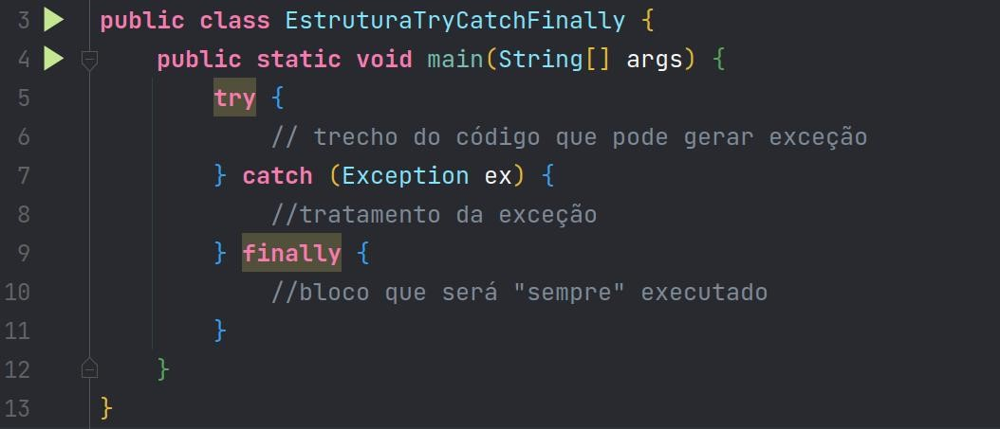 3 public class EstruturaTryCatchFinally {
4 public static void main(String[] args) {
5 try {
6 // trecho do código que pode gerar exceção
7 } catch (Exception ex) {
8 //tratamento da exceção
9 } finally {
10 //bloco que será "sempre" executado
11 }
12 }
13 }